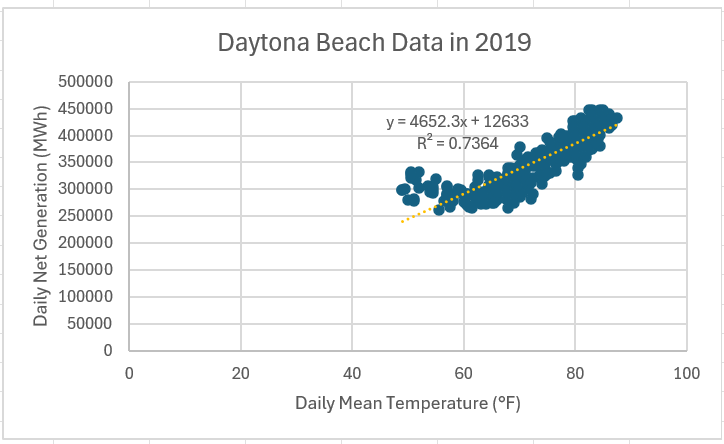 Daytona Beach Data in 2019
500000
450000
400000
350000
300000
250000
200000
150000
100000
50000
0
Daily Net Generation (MWh)
y = 4652.3x + 12633
R² = 0.7364
0 20 40 60 80 100
Daily Mean Temperature (°F)